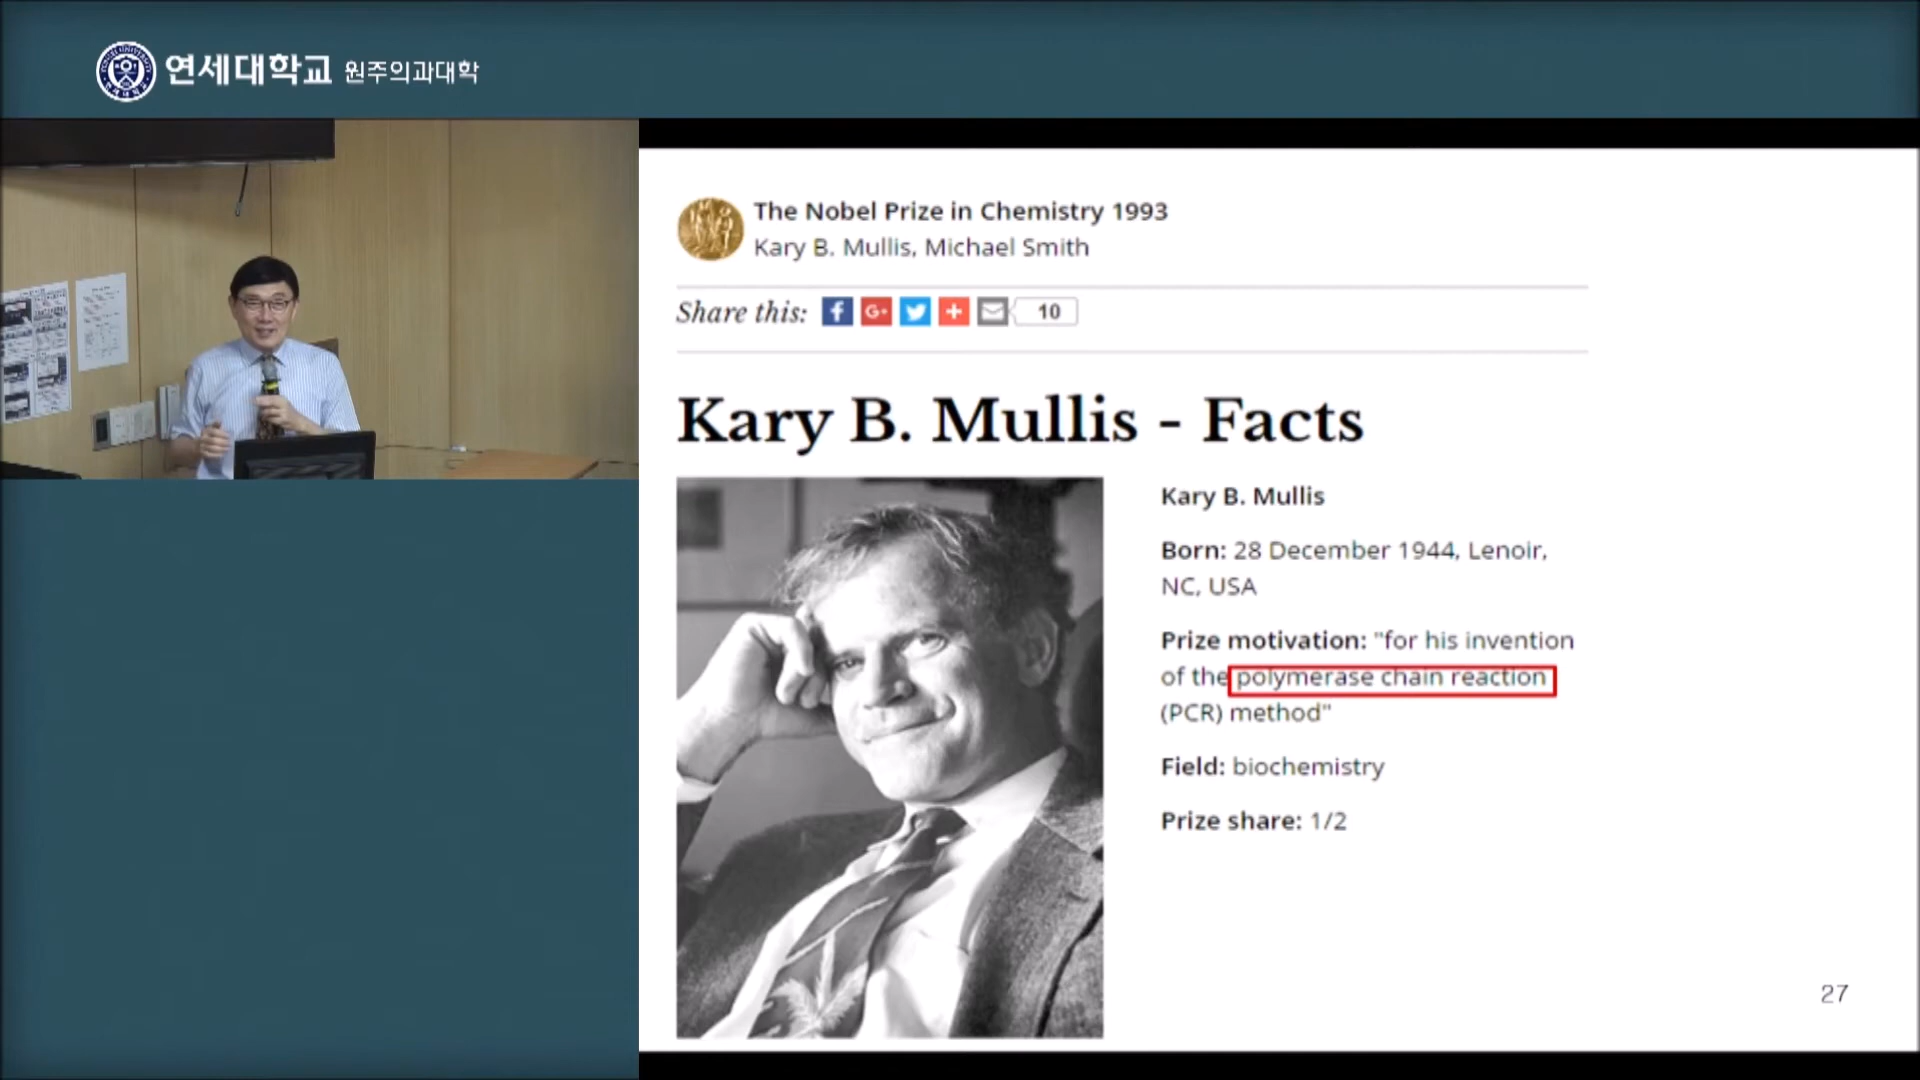 연세대학교 원주의과대학
The Nobel Prize in Chemistry 1993
Kary B. Mullis, Michael Smith
Share this:
10
Kary B. Mullis - Facts
Kary B. Mullis
Born: 28 December 1944, Lenoir,
NC, USA
Prize motivation: "for his invention
of the polymerase chain reaction
(PCR) method"
Field: biochemistry
Prize share: 1/2
27